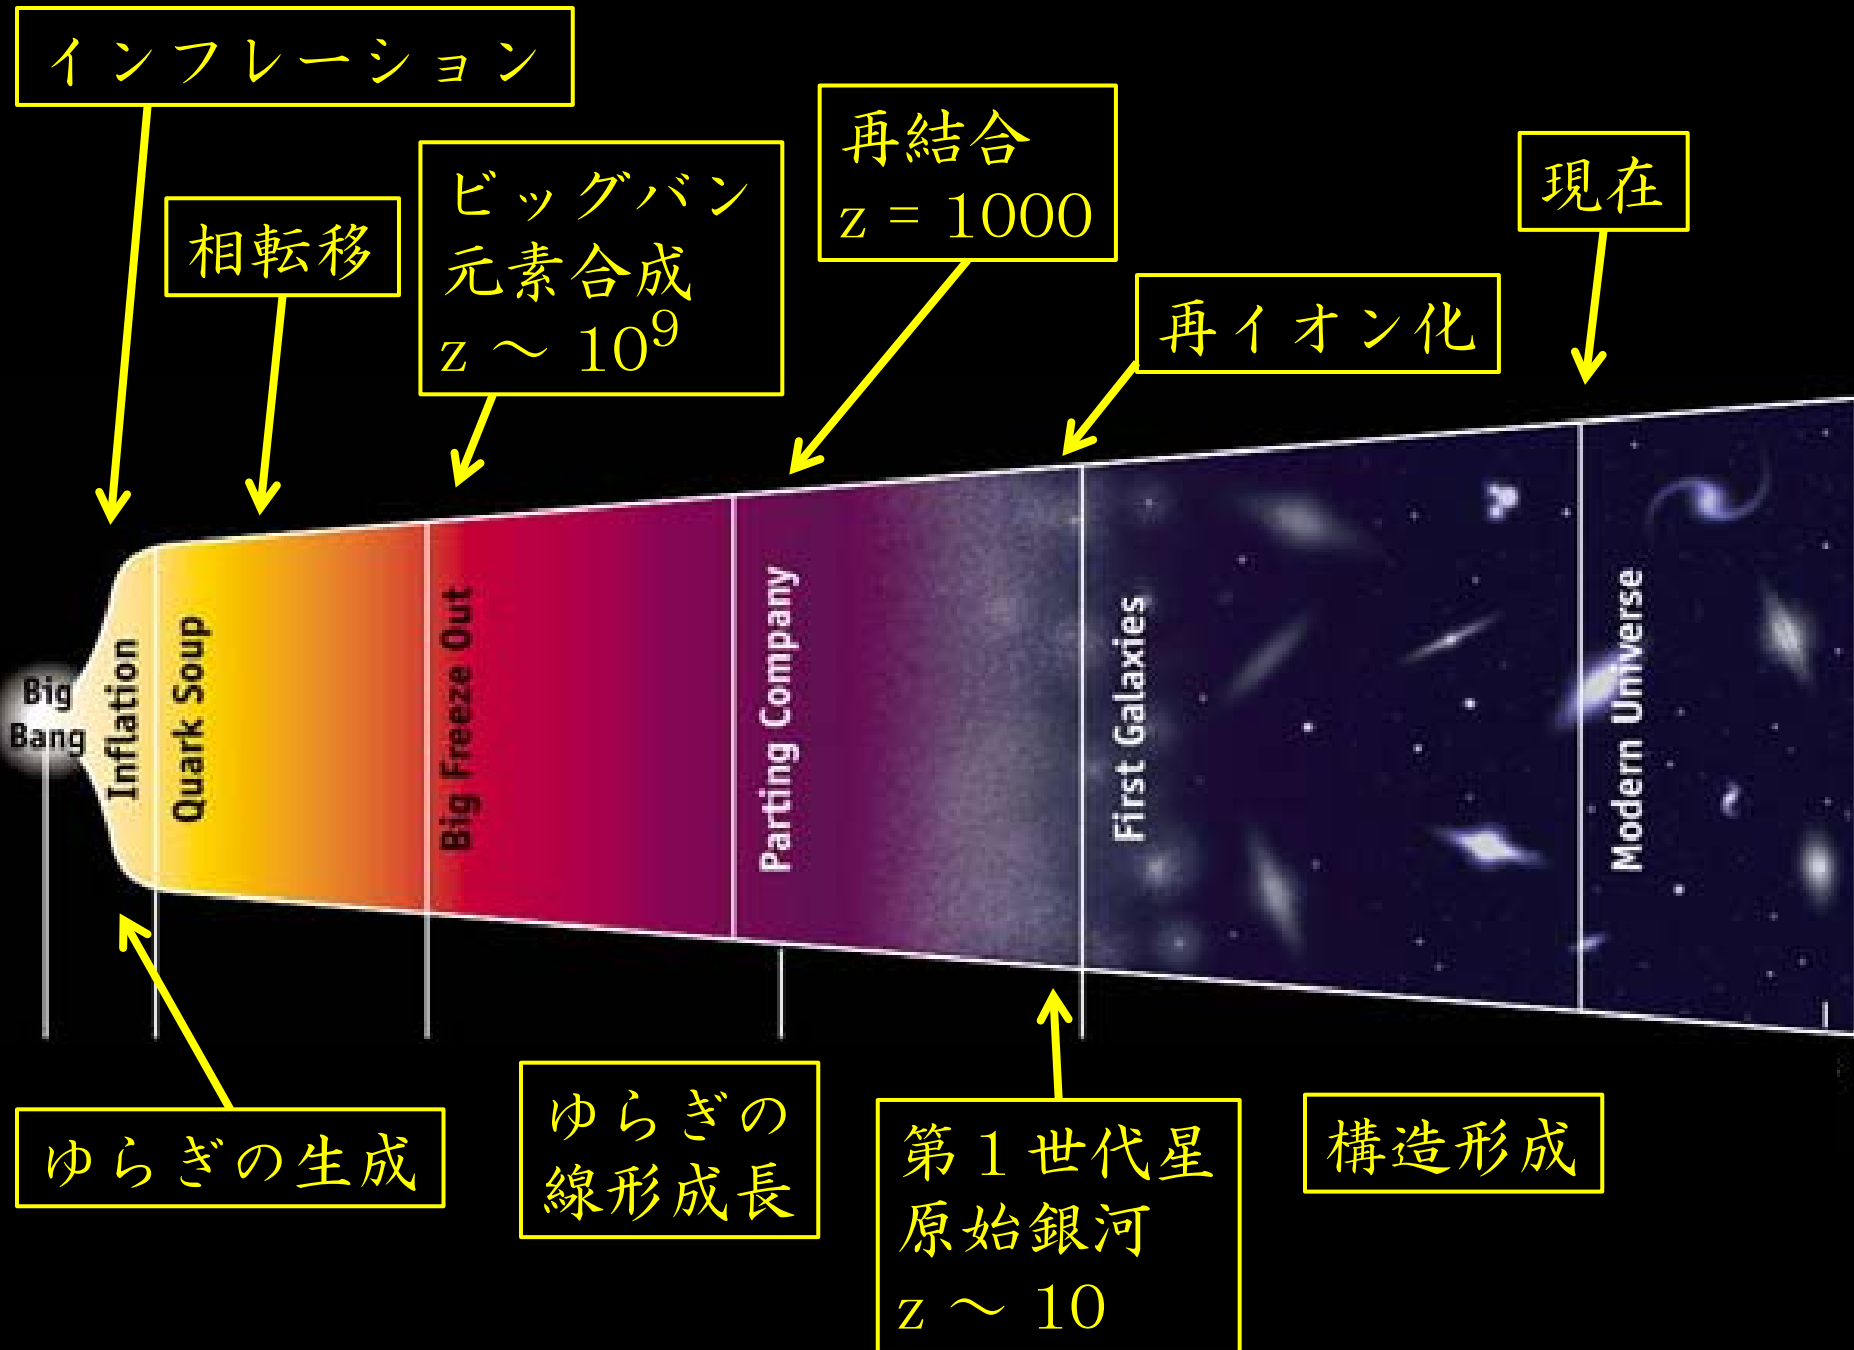 インフレーション
相転移
ビッグバン
元素合成
z ～ 10⁹
再結合
z = 1000
再イオン化
現在
Big
Bang
Inflation
Quark Soup
Big Freeze Out
Parting Company
First Galaxies
Modern Universe
ゆらぎの生成
ゆらぎの
線形成長
第１世代星
原始銀河
z ～ 10
構造形成